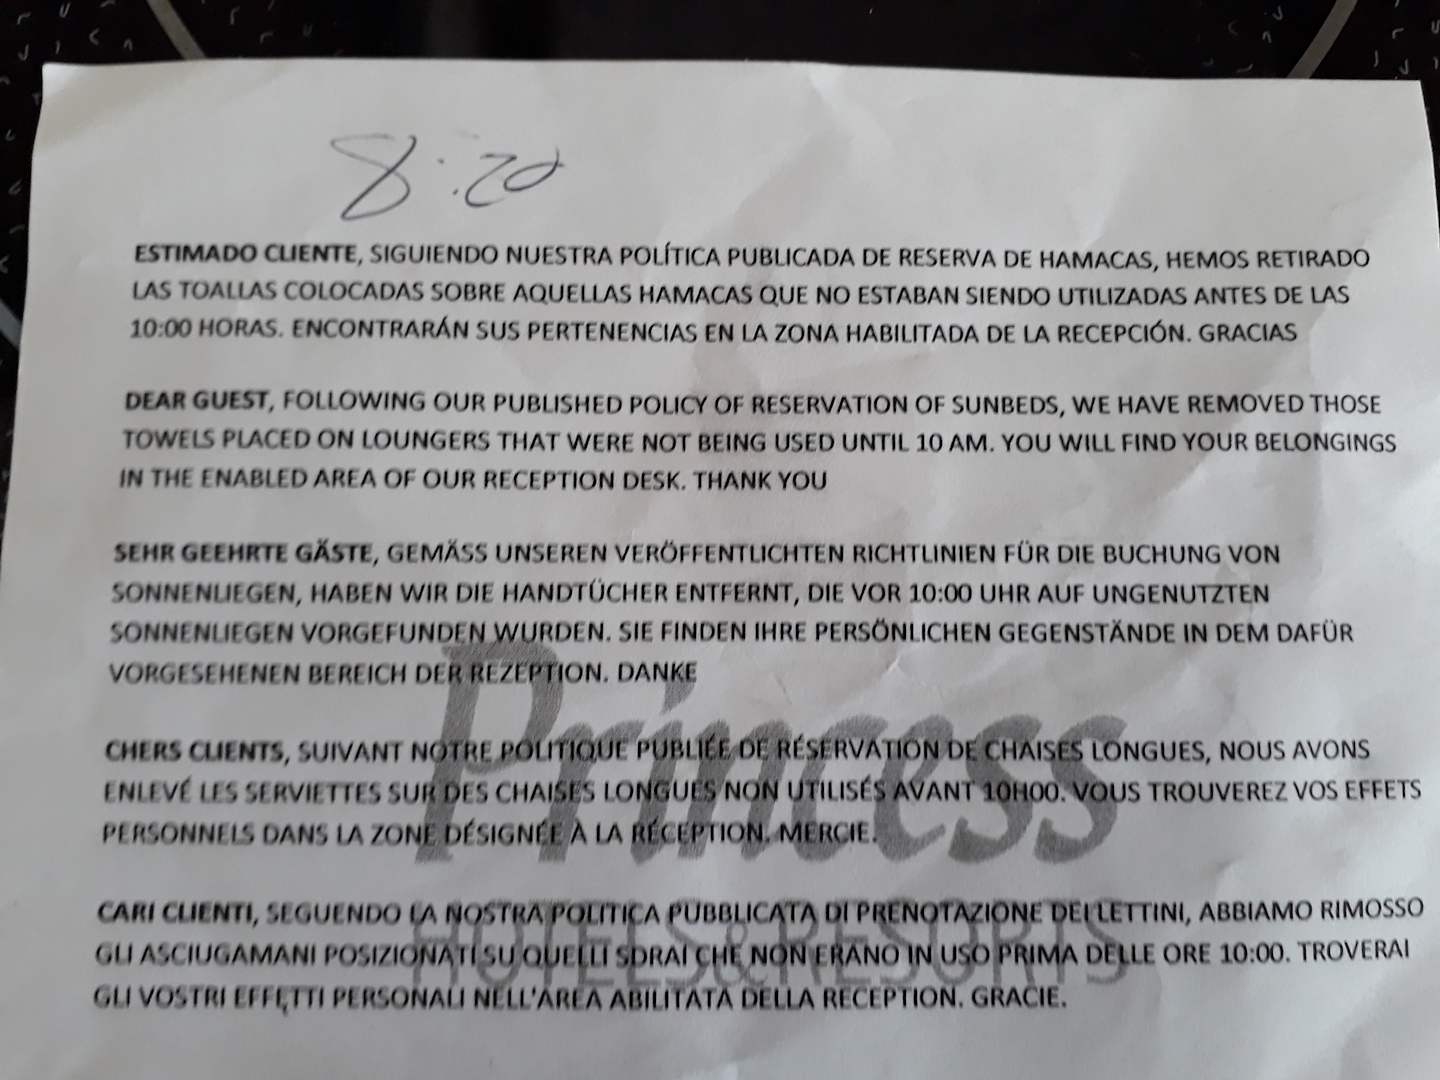 8:20
ESTIMADO CLIENTE, SIGUIENDO NUESTRA POLÍTICA PUBLICADA DE RESERVA DE HAMACAS, HEMOS RETIRADO
LAS TOALLAS COLOCADAS SOBRE AQUELLAS HAMACAS QUE NO ESTABAN SIENDO UTILIZADAS ANTES DE LAS
10:00 HORAS. ENCONTRARÁN SUS PERTENENCIAS EN LA ZONA HABILITADA DE LA RECEPCIÓN. GRACIAS
DEAR GUEST, FOLLOWING OUR PUBLISHED POLICY OF RESERVATION OF SUNBEDS, WE HAVE REMOVED THOSE
TOWELS PLACED ON LOUNGERS THAT WERE NOT BEING USED UNTIL 10 AM. YOU WILL FIND YOUR BELONGINGS
IN THE ENABLED AREA OF OUR RECEPTION DESK. THANK YOU
SEHR GEEHRTE GÄSTE, GEMÄSS UNSEREN VERÖFFENTLICHTEN RICHTLINIEN FÜR DIE BUCHUNG VON
SONNENLIEGEN, HABEN WIR DIE HANDTÜCHER ENTFERNT, DIE VOR 10:00 UHR AUF UNGENUTZTEN
SONNENLIEGEN VORGEFUNDEN WURDEN. SIE FINDEN IHRE PERSÖNLICHEN GEGENSTÄNDE IN DEM DAFÜR
VORGESEHENEN BEREICH DER REZEPTION. DANKE
Princess
CHERS CLIENTS, SUIVANT NOTRE POLITIQUE PUBLIÉE DE RÉSERVATION DE CHAISES LONGUES, NOUS AVONS
ENLEVÉ LES SERVIETTES SUR DES CHAISES LONGUES NON UTILISÉS AVANT 10H00. VOUS TROUVEREZ VOS EFFETS
PERSONNELS DANS LA ZONE DÉSIGNÉE À LA RÉCEPTION. MERCIE.
CARI CLIENTI, SEGUENDO LA NOSTRA POLITICA PUBBLICATA DI PRENOTAZIONE DEI LETTINI, ABBIAMO RIMOSSO
HOTELS & RESORTS
GLI ASCIUGAMANI POSIZIONATI SU QUELLI SDRAI CHE NON ERANO IN USO PRIMA DELLE ORE 10:00. TROVERAI
GLI VOSTRI EFFETTI PERSONALI NELL'AREA ABILITATA DELLA RECEPTION. GRACIE.